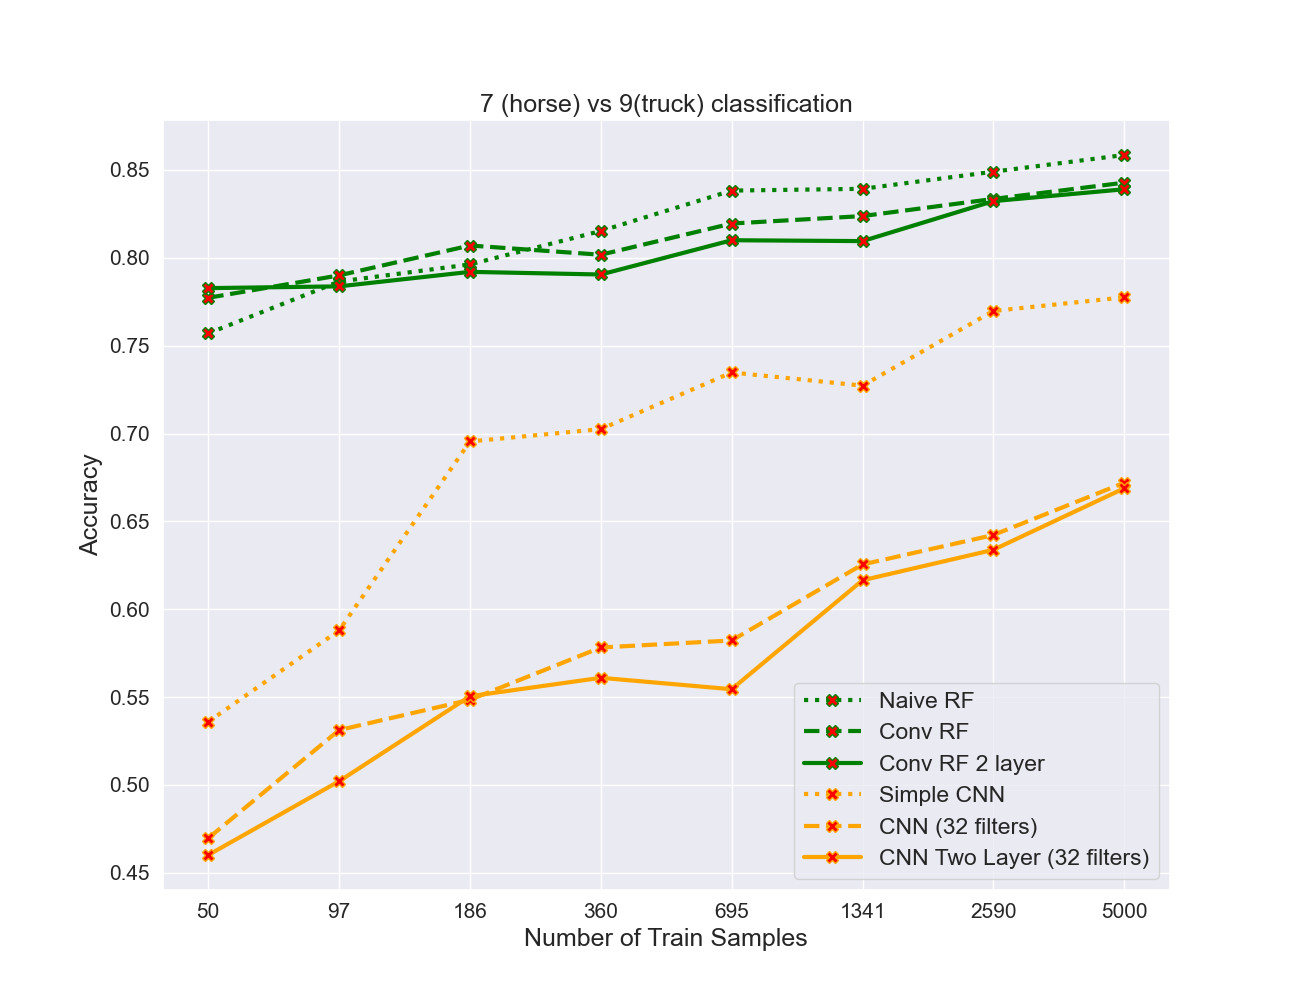 7 (horse) vs 9(truck) classification
0.85
0.80
0.75
0.70
0.65
0.60
0.55
0.50
0.45
Accuracy
50 97 186 360 695 1341 2590 5000
Number of Train Samples
Naive RF
Conv RF
Conv RF 2 layer
Simple CNN
CNN (32 filters)
CNN Two Layer (32 filters)